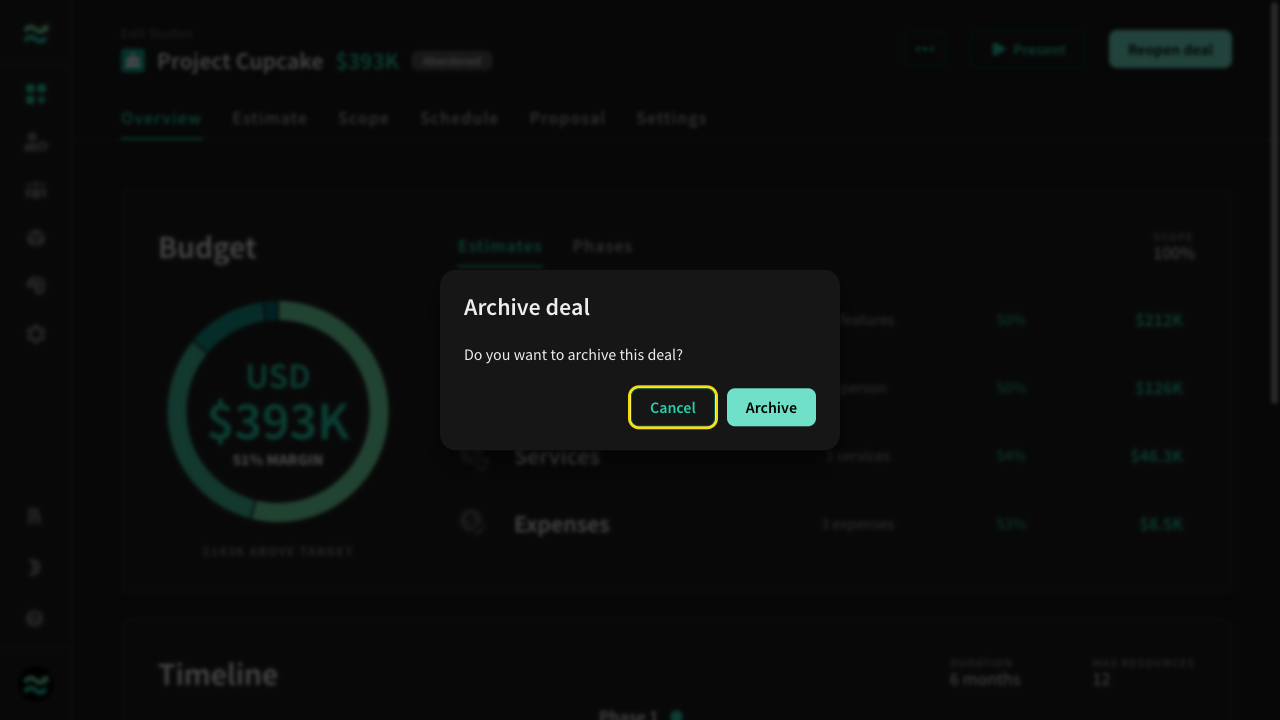 Project Cupcake $393K Abandoned
Present
Reopen deal
Overview Estimate Scope Schedule Proposal Settings
Budget
Estimates Phases
SCOPE
100%
Archive deal
Do you want to archive this deal?
Cancel Archive
features 50% $212K
person 50% $126K
USD
$393K
51% MARGIN
Services 3 services 54% $46.3K
Expenses 3 expenses 53% $8.5K
ABOVE TARGET
Timeline
DURATION
6 months
MAX RESOURCES
12
Phase 1